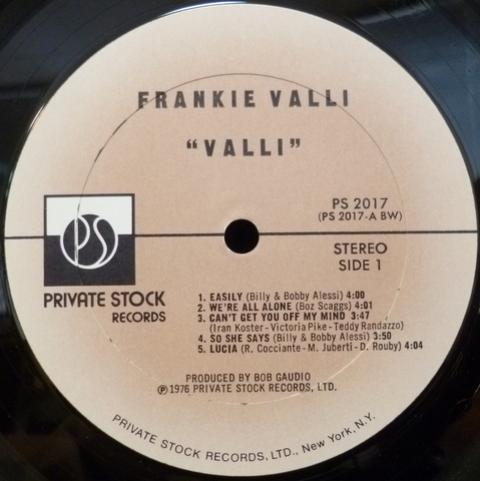 FRANKIE VALLI
"VALLI"
PS 2017
(PS 2017-A BW)
PS
STEREO
SIDE 1
PRIVATE STOCK
RECORDS
1. EASILY (Billy & Bobby Alessi) 4:00
2. WE'RE ALL ALONE (Boz Scaggs) 4:01
3. CAN'T GET YOU OFF MY MIND 3:47
(Iran Koster - Victoria Pike - Teddy Randazzo)
4. SO SHE SAYS (Billy & Bobby Alessi) 3:50
5. LUCIA (R. Cocciante - M. Juberti - D. Rouby) 4:04
PRODUCED BY BOB GAUDIO
Ⓟ 1976 PRIVATE STOCK RECORDS, LTD.
PRIVATE STOCK RECORDS, LTD., New York, N.Y.